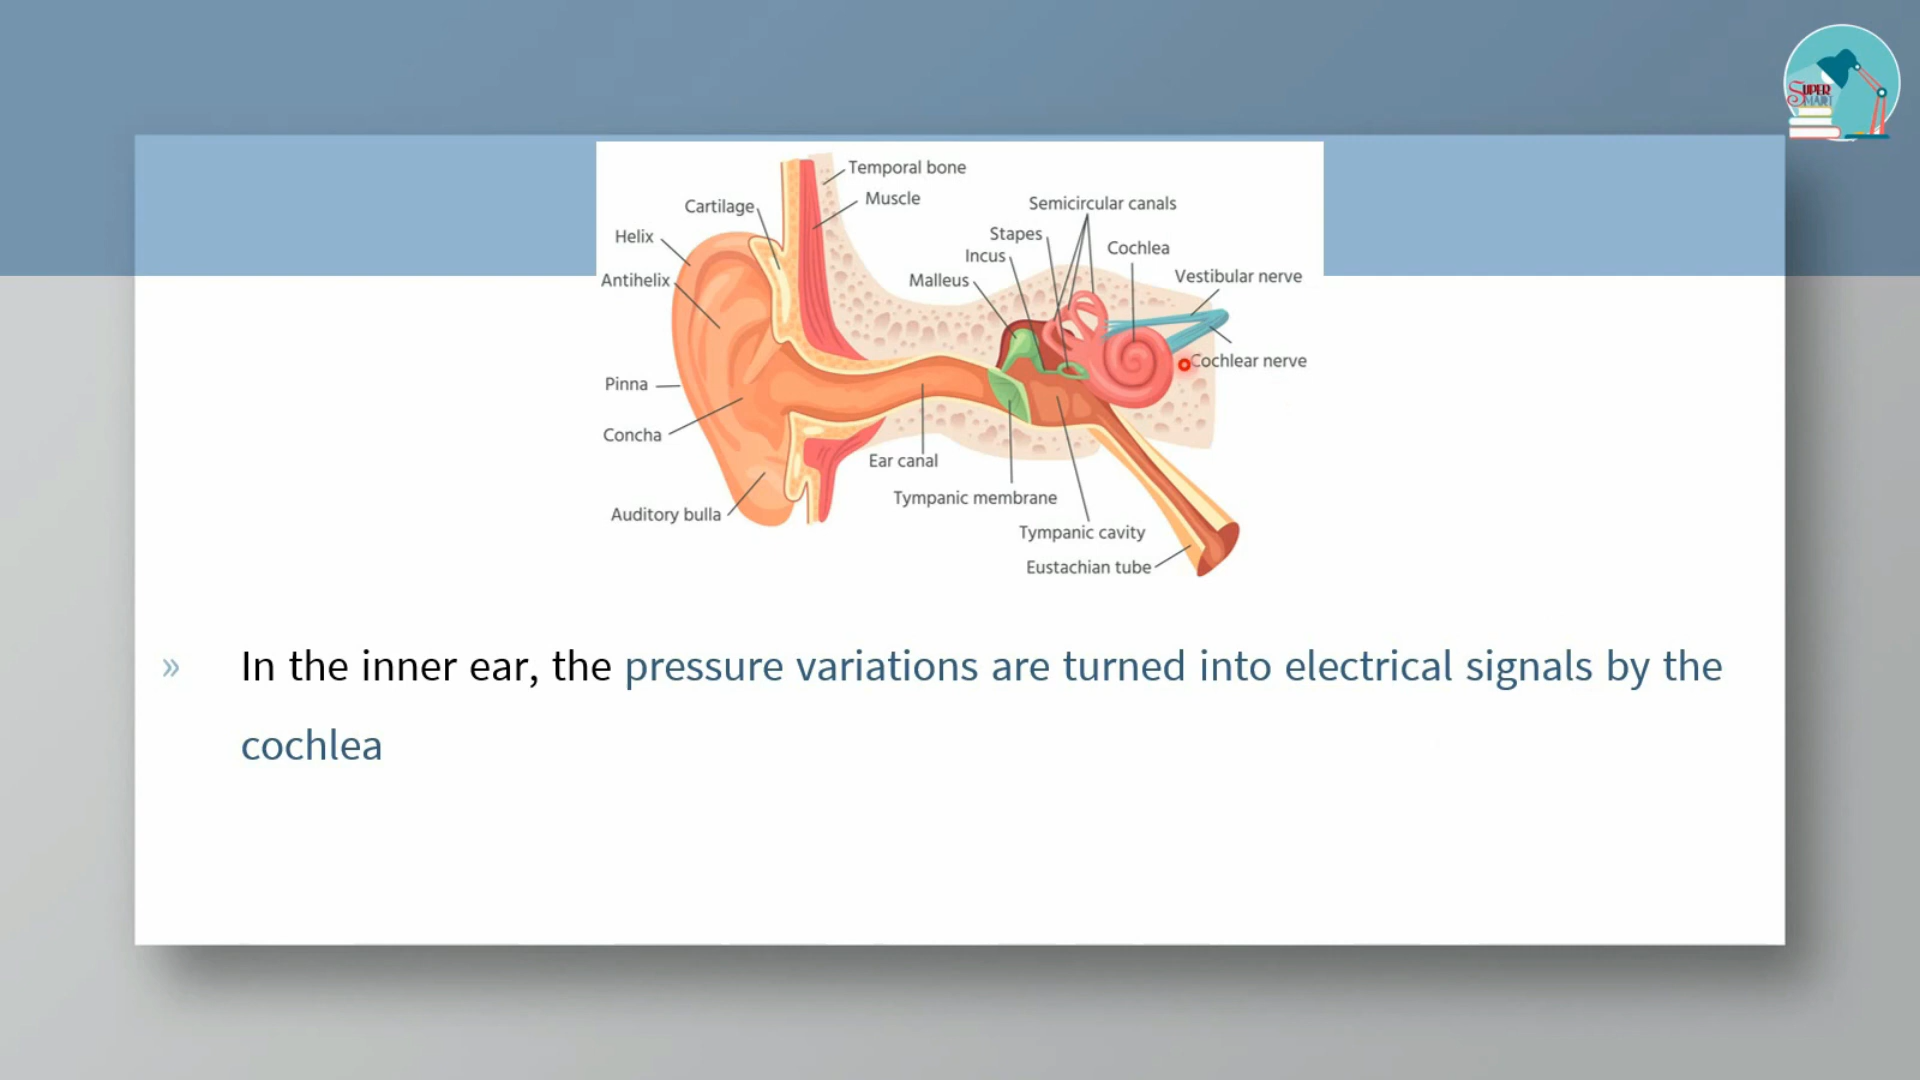 SUPER
SMART
Temporal bone
Muscle
Cartilage
Semicircular canals
Helix
Stapes
Cochlea
Incus
Antihelix
Malleus
Vestibular nerve
Cochlear nerve
Pinna
Concha
Ear canal
Tympanic membrane
Auditory bulla
Tympanic cavity
Eustachian tube
» In the inner ear, the pressure variations are turned into electrical signals by the
cochlea